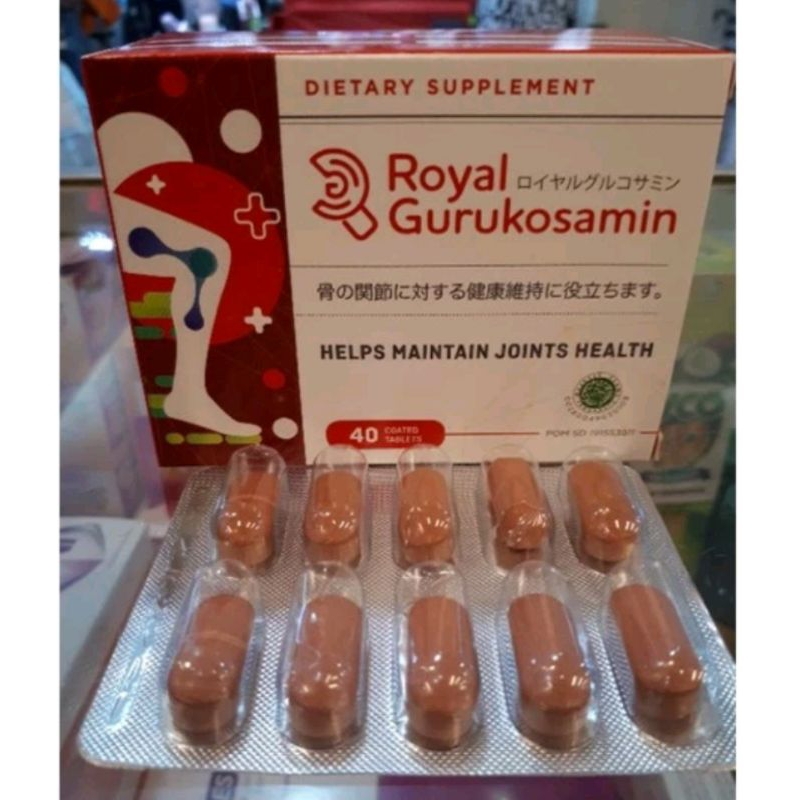 DIETARY SUPPLEMENT
Royal ロイヤルグルコサミン
Gurukosamin
骨の関節に対する健康維持に役立ちます。
HELPS MAINTAIN JOINTS HEALTH
40 COATED
TABLETS
POM SD